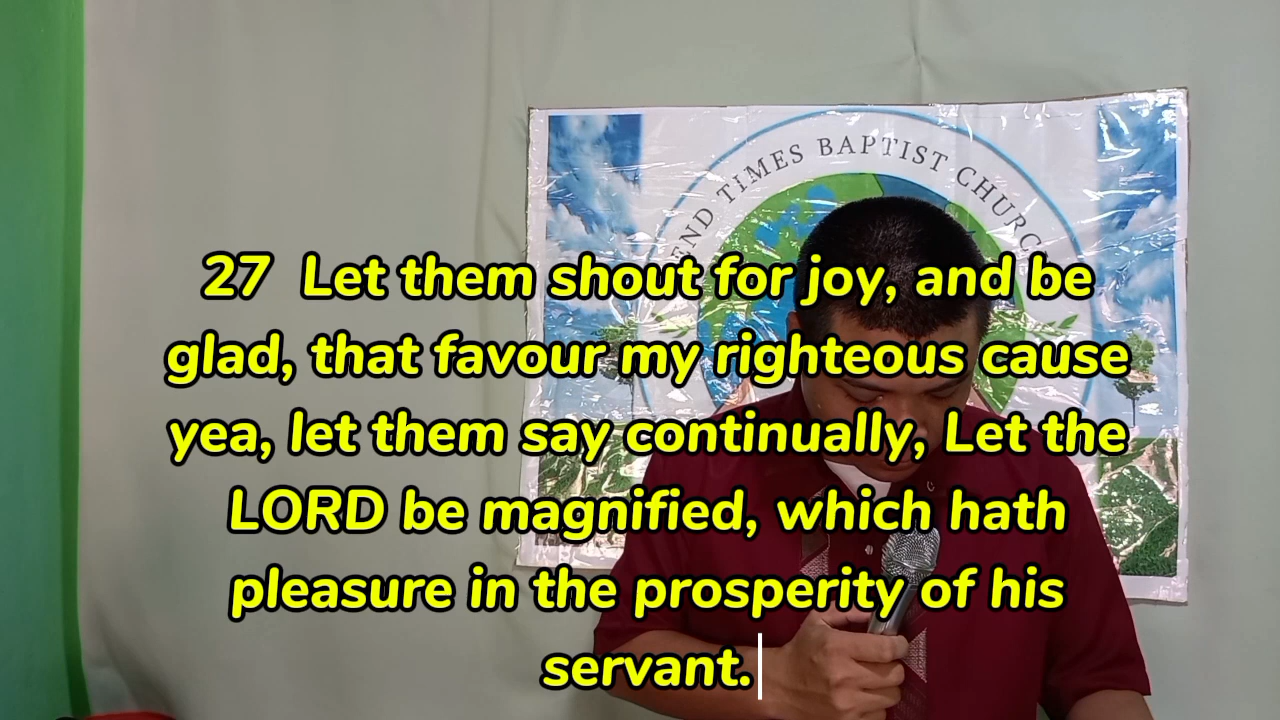 END TIMES BAPTIST CHURCH
27 Let them shout for joy, and be
glad, that favour my righteous cause
yea, let them say continually, Let the
LORD be magnified, which hath
pleasure in the prosperity of his
servant.